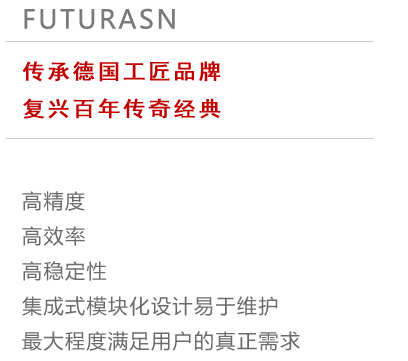 FUTURASN
传承德国工匠品牌
复兴百年传奇经典
高精度
高效率
高稳定性
集成式模块化设计易于维护
最大程度满足用户的真正需求